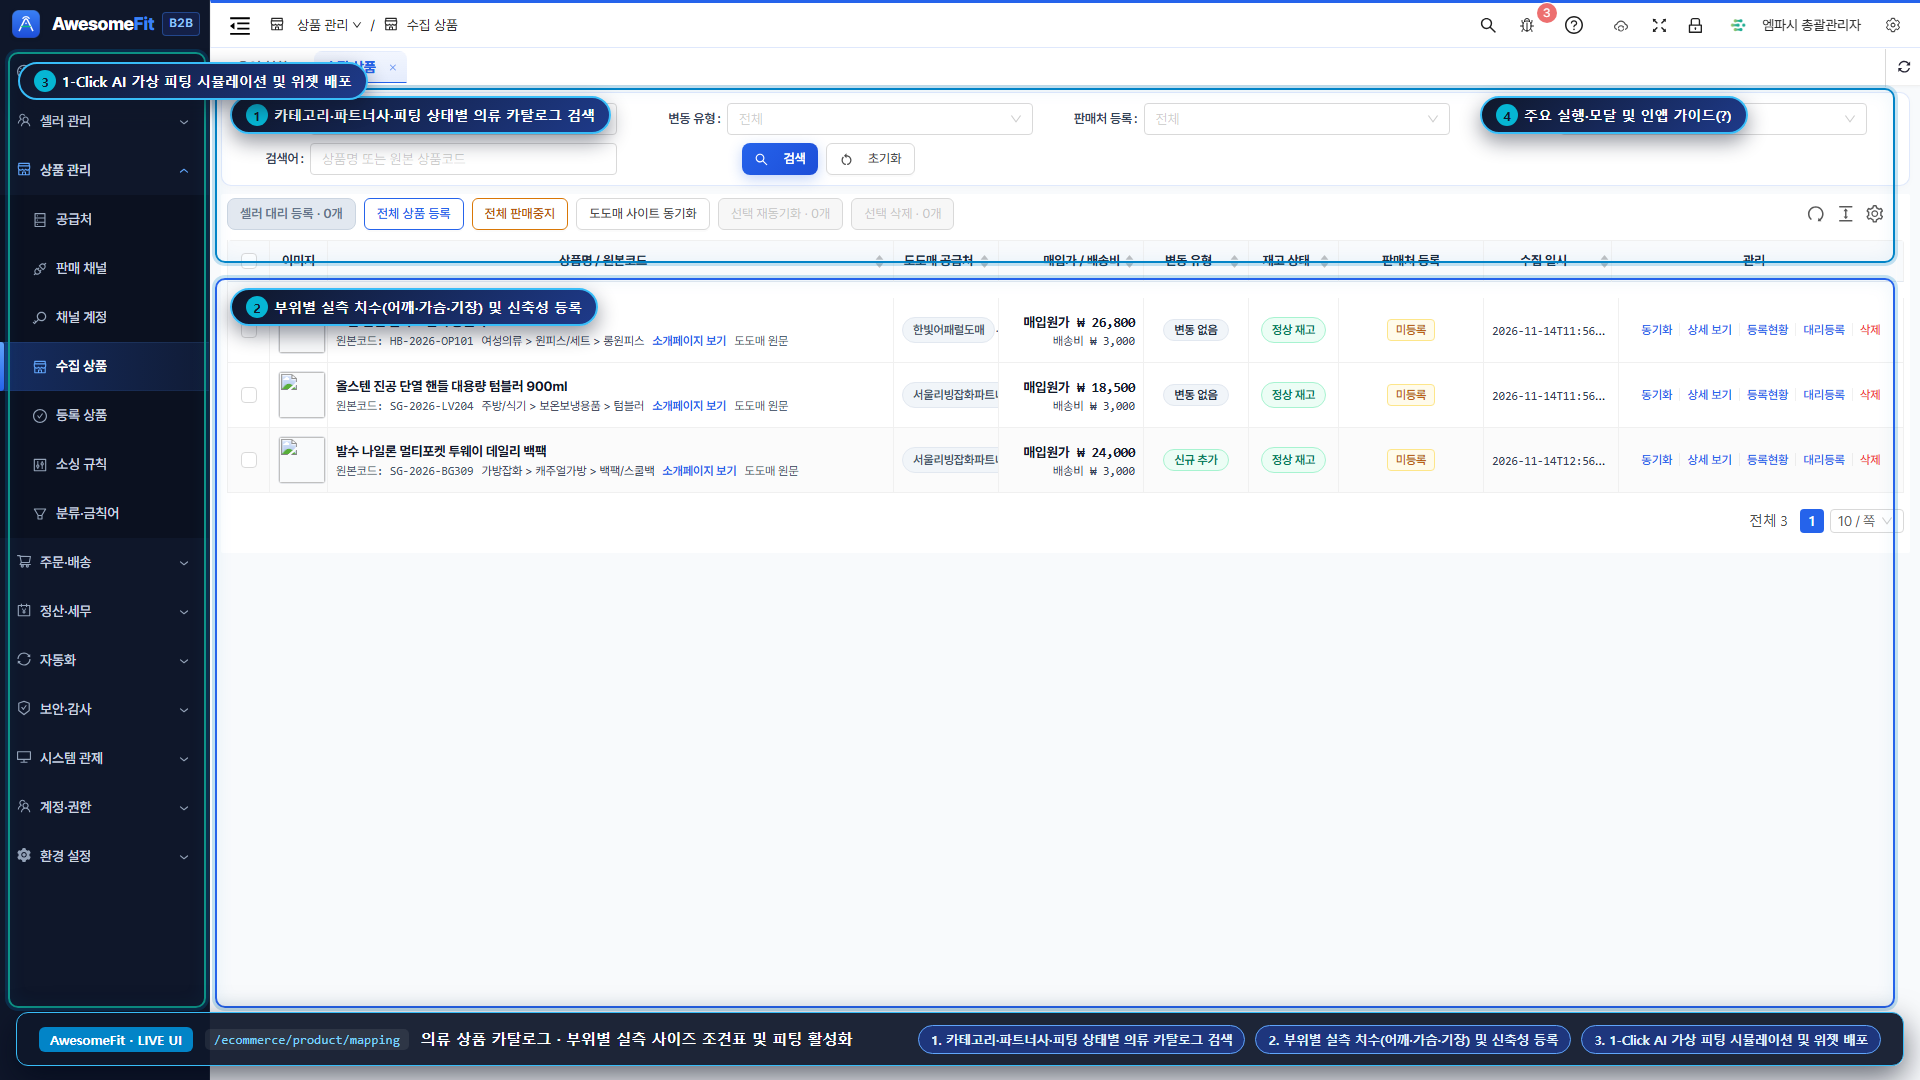 AwesomeFit B2B
상품 관리 / 수집 상품
3
엠파시 총괄관리자
상품 ×
3 1-Click AI 가상 피팅 시뮬레이션 및 위젯 배포
1 카테고리·파트너사·피팅 상태별 의류 카탈로그 검색
변동 유형 : 전체
판매처 등록 : 전체
4 주요 실행·모달 및 인앱 가이드(?)
검색어 : 상품명 또는 원본 상품코드
검색
초기화
셀러 대리 등록 · 0개
전체 상품 등록
전체 판매중지
도도매 사이트 동기화
선택 재동기화 · 0개
선택 삭제 · 0개
이미지 상품명 / 원본코드 도도매 공급처 매입가 / 배송비 변동 유형 재고 상태 판매처 등록 수집 일시 관리
2 부위별 실측 치수(어깨·가슴·기장) 및 신축성 등록
원본코드: HB-2026-OP101 여성의류 > 원피스/세트 > 롱원피스 소개페이지 보기 도도매 원문
한빛어패럴도매
매입원가 ₩ 26,800
배송비 ₩ 3,000
변동 없음 정상 재고 미등록 2026-11-14T11:56... 동기화 상세 보기 등록현황 대리등록 삭제
올스텐 진공 단열 핸들 대용량 텀블러 900ml
원본코드: SG-2026-LV204 주방/식기 > 보온보냉용품 > 텀블러 소개페이지 보기 도도매 원문
서울리빙잡화파트너
매입원가 ₩ 18,500
배송비 ₩ 3,000
변동 없음 정상 재고 미등록 2026-11-14T11:56... 동기화 상세 보기 등록현황 대리등록 삭제
발수 나일론 멀티포켓 투웨이 데일리 백팩
원본코드: SG-2026-BG309 가방잡화 > 캐주얼가방 > 백팩/스쿨백 소개페이지 보기 도도매 원문
서울리빙잡화파트너
매입원가 ₩ 24,000
배송비 ₩ 3,000
신규 추가 정상 재고 미등록 2026-11-14T12:56... 동기화 상세 보기 등록현황 대리등록 삭제
전체 3 1 10 / 쪽
셀러 관리
상품 관리
공급처
판매 채널
채널 계정
수집 상품
등록 상품
소싱 규칙
분류·금칙어
주문·배송
정산·세무
자동화
보안·감사
시스템 관제
계정·권한
환경 설정
AwesomeFit · LIVE UI /ecommerce/product/mapping 의류 상품 카탈로그 · 부위별 실측 사이즈 조견표 및 피팅 활성화
1. 카테고리·파트너사·피팅 상태별 의류 카탈로그 검색
2. 부위별 실측 치수(어깨·가슴·기장) 및 신축성 등록
3. 1-Click AI 가상 피팅 시뮬레이션 및 위젯 배포